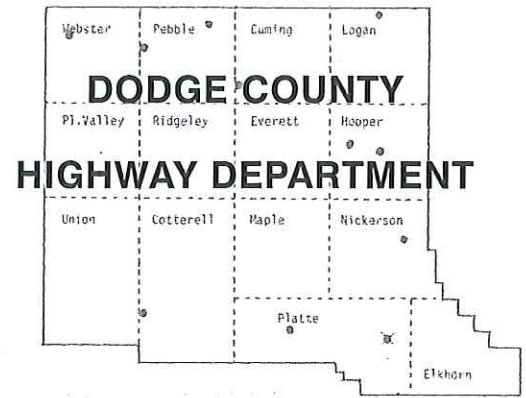 Webster Pebble Cuming Logan
DODGE COUNTY
Pl.Valley Ridgeley Everett Hooper
HIGHWAY DEPARTMENT
Union Cotterell Maple Nickerson
Platte
Elkhorn